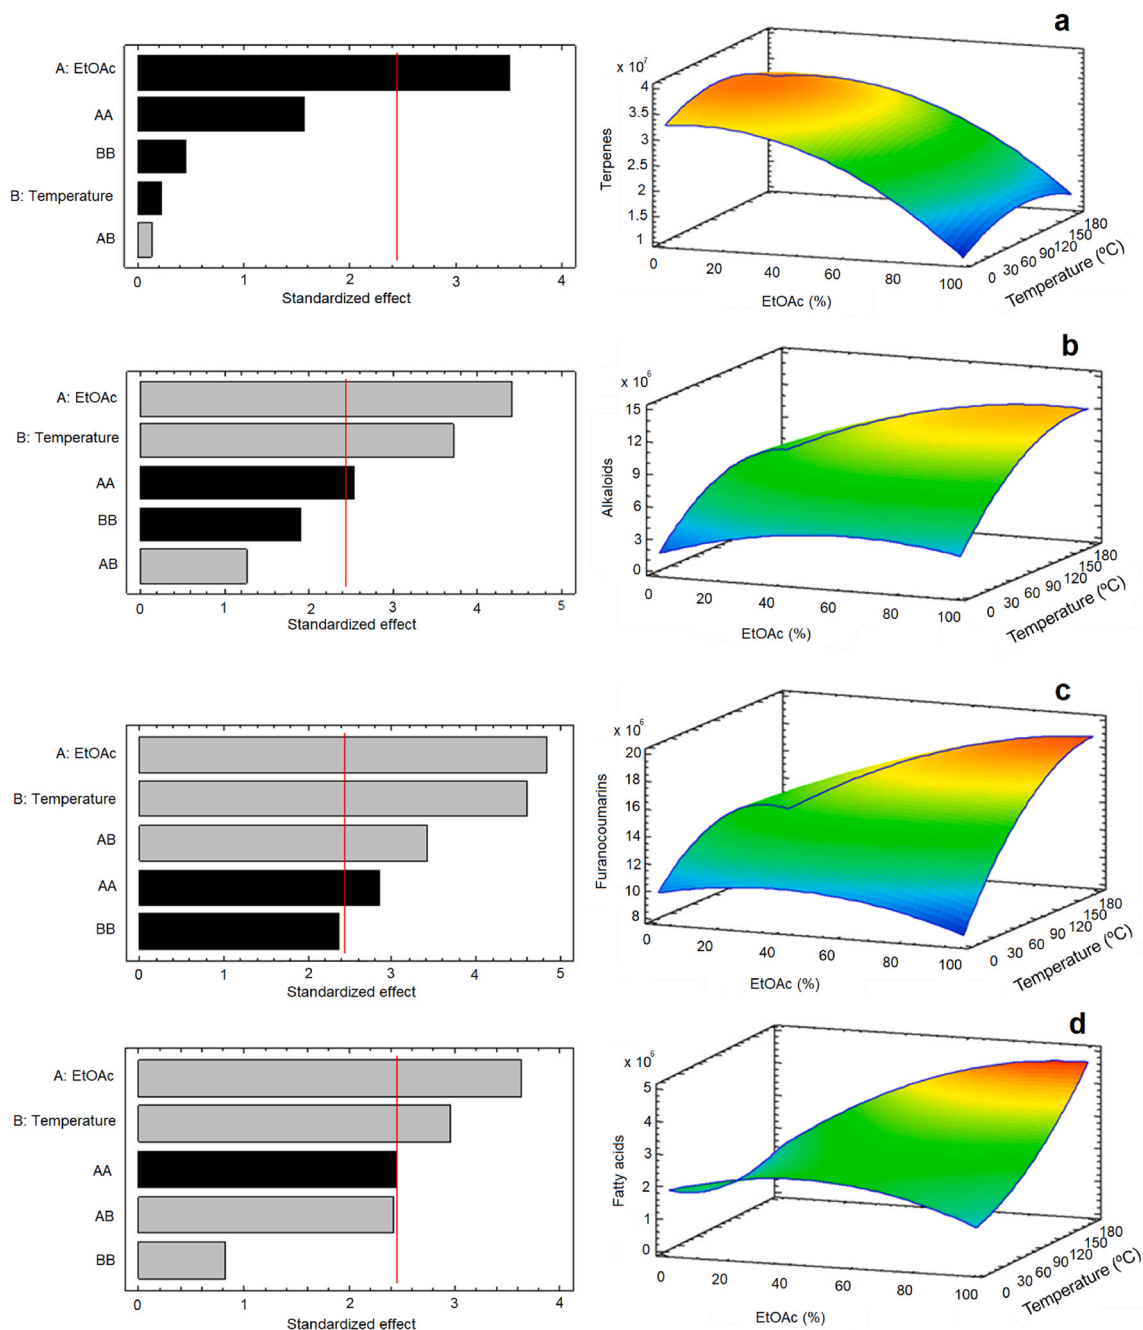 a
A: EtOAc
AA
BB
B: Temperature
AB
0 1 2 3 4
Standardized effect
x 10⁷
4
3.5
3
2.5
2
1.5
1
Terpenes
0 20 40 60 80 100
EtOAc (%)
0 30 60 90 120 150 180
Temperature (ºC)
b
A: EtOAc
B: Temperature
AA
BB
AB
0 1 2 3 4 5
Standardized effect
x 10⁶
15
12
9
6
3
0
Alkaloids
0 20 40 60 80 100
EtOAc (%)
0 30 60 90 120 150 180
Temperature (ºC)
c
A: EtOAc
B: Temperature
AB
AA
BB
0 1 2 3 4 5
Standardized effect
x 10⁶
20
18
16
14
12
10
8
Furanocoumarins
0 20 40 60 80 100
EtOAc (%)
0 30 60 90 120 150 180
Temperature (ºC)
d
A: EtOAc
B: Temperature
AA
AB
BB
0 1 2 3 4
Standardized effect
x 10⁶
5
4
3
2
1
0
Fatty acids
0 20 40 60 80 100
EtOAc (%)
0 30 60 90 120 150 180
Temperature (ºC)